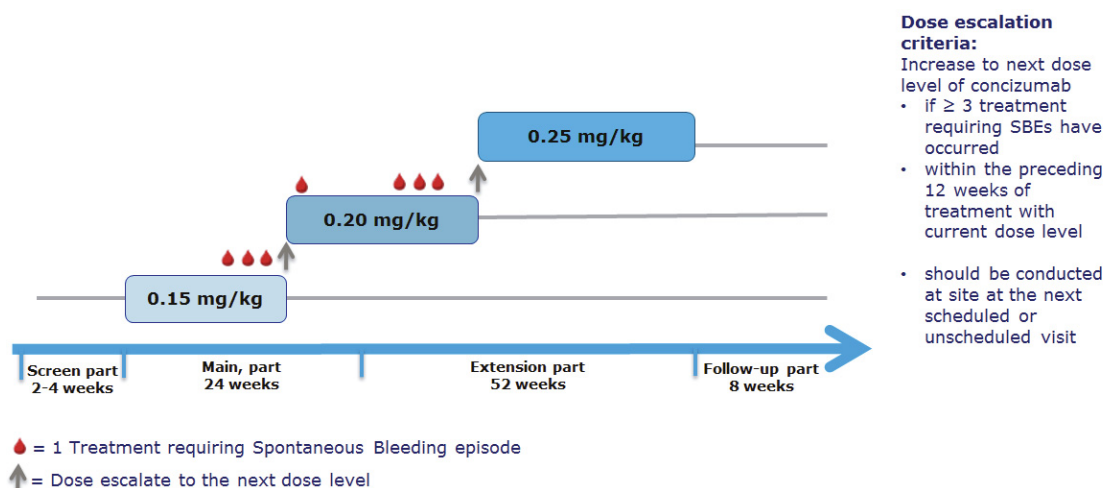 Dose escalation
criteria:
Increase to next dose
level of concizumab
• if ≥ 3 treatment
requiring SBEs have
occurred
• within the preceding
12 weeks of
treatment with
current dose level
• should be conducted
at site at the next
scheduled or
unscheduled visit
0.25 mg/kg
0.20 mg/kg
0.15 mg/kg
Screen part
2-4 weeks
Main, part
24 weeks
Extension part
52 weeks
Follow-up part
8 weeks
= 1 Treatment requiring Spontaneous Bleeding episode
= Dose escalate to the next dose level